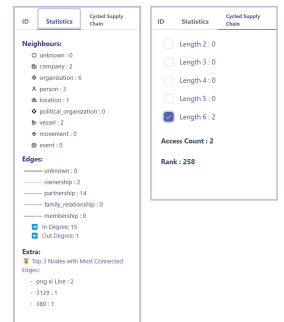 ID Statistics Cycled Supply Chain
Neighbours:
unknown : 0
company : 2
organization : 6
person : 3
location : 1
political_organization : 0
vessel : 2
movement : 0
event : 0
Edges:
unknown : 0
ownership : 2
partnership : 14
family_relationship : 0
membership : 0
In Degree: 15
Out Degree: 1
Extra:
Top 3 Nodes with Most Connected
Edges:
png xi Line : 2
3129 : 1
380 : 1
ID Statistics Cycled Supply Chain
Length 2 : 0
Length 3 : 0
Length 4 : 0
Length 5 : 0
Length 6 : 2
Access Count : 2
Rank : 258